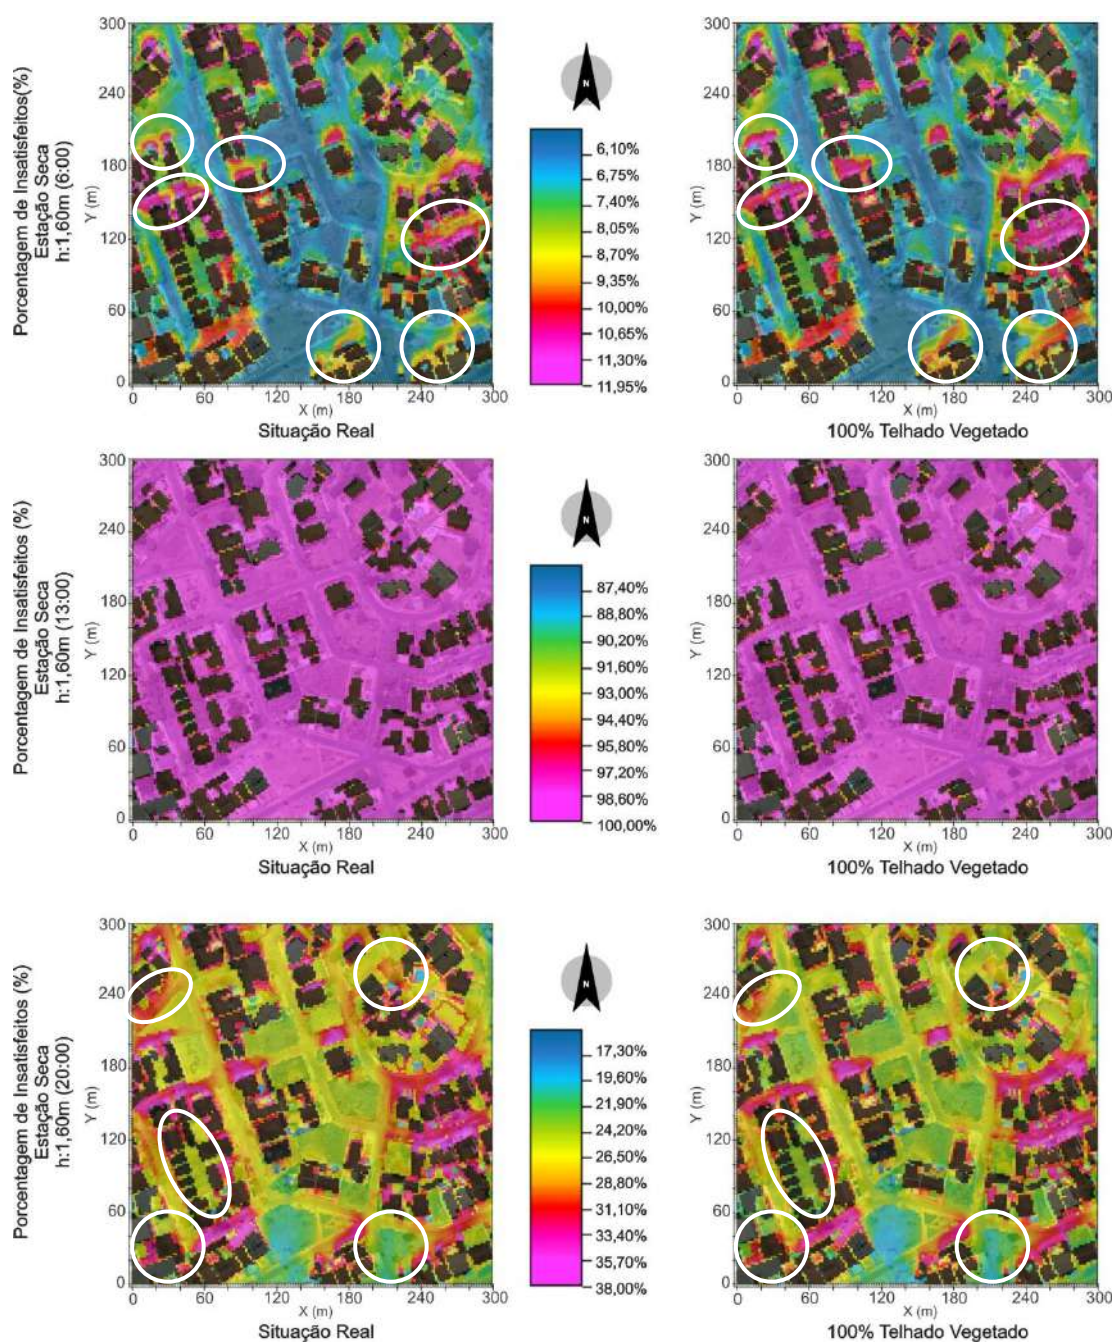 Porcentagem de Insatisfeitos(%)
Estação Seca
h:1,60m (6:00)
300
240
180
120
60
0
Y (m)
0 60 120 180 240 300
X (m)
Situação Real
N
6,10%
6,75%
7,40%
8,05%
8,70%
9,35%
10,00%
10,65%
11,30%
11,95%
300
240
180
120
60
0
Y (m)
0 60 120 180 240 300
X (m)
100% Telhado Vegetado
Porcentagem de Insatisfeitos (%)
Estação Seca
h:1,60m (13:00)
300
240
180
120
60
0
Y (m)
0 60 120 180 240 300
X (m)
Situação Real
N
87,40%
88,80%
90,20%
91,60%
93,00%
94,40%
95,80%
97,20%
98,60%
100,00%
300
240
180
120
60
0
Y (m)
0 60 120 180 240 300
X (m)
100% Telhado Vegetado
Porcentagem de Insatisfeitos (%)
Estação Seca
h:1,60m (20:00)
300
240
180
120
60
0
Y (m)
0 60 120 180 240 300
X (m)
Situação Real
N
17,30%
19,60%
21,90%
24,20%
26,50%
28,80%
31,10%
33,40%
35,70%
38,00%
300
240
180
120
60
0
Y (m)
0 60 120 180 240 300
X (m)
100% Telhado Vegetado